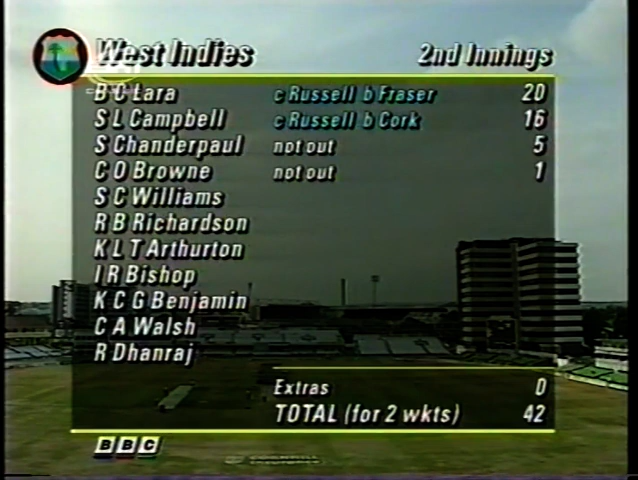 West Indies 2nd Innings
B C Lara c Russell b Fraser 20
S L Campbell c Russell b Cork 16
S Chanderpaul not out 5
C O Browne not out 1
S C Williams
R B Richardson
K L T Arthurton
I R Bishop
K C G Benjamin
C A Walsh
R Dhanraj
Extras 0
TOTAL (for 2 wkts) 42
BBC